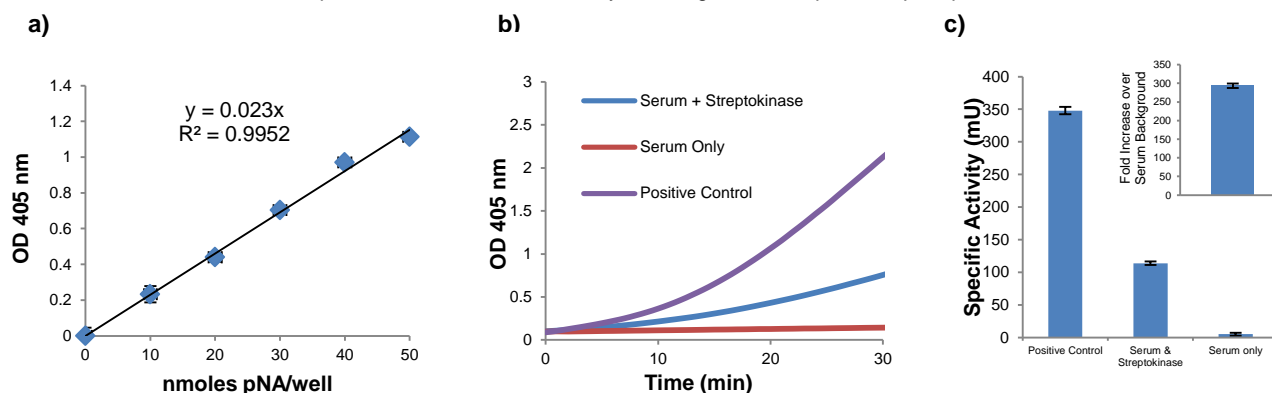 a)
1.4
1.2
1
0.8
0.6
0.4
0.2
0
y = 0.023x
R² = 0.9952
OD 405 nm
0 10 20 30 40 50
nmoles pNA/well
b)
3
2.5
2
1.5
1
0.5
0
Serum + Streptokinase
Serum Only
Positive Control
OD 405 nm
0 10 20 30
Time (min)
c)
400
350
300
250
200
150
100
50
0
Specific Activity (mU)
Positive Control
Serum &
Streptokinase
Serum only
350
300
250
200
150
100
50
0
Fold Increase over
Serum Background